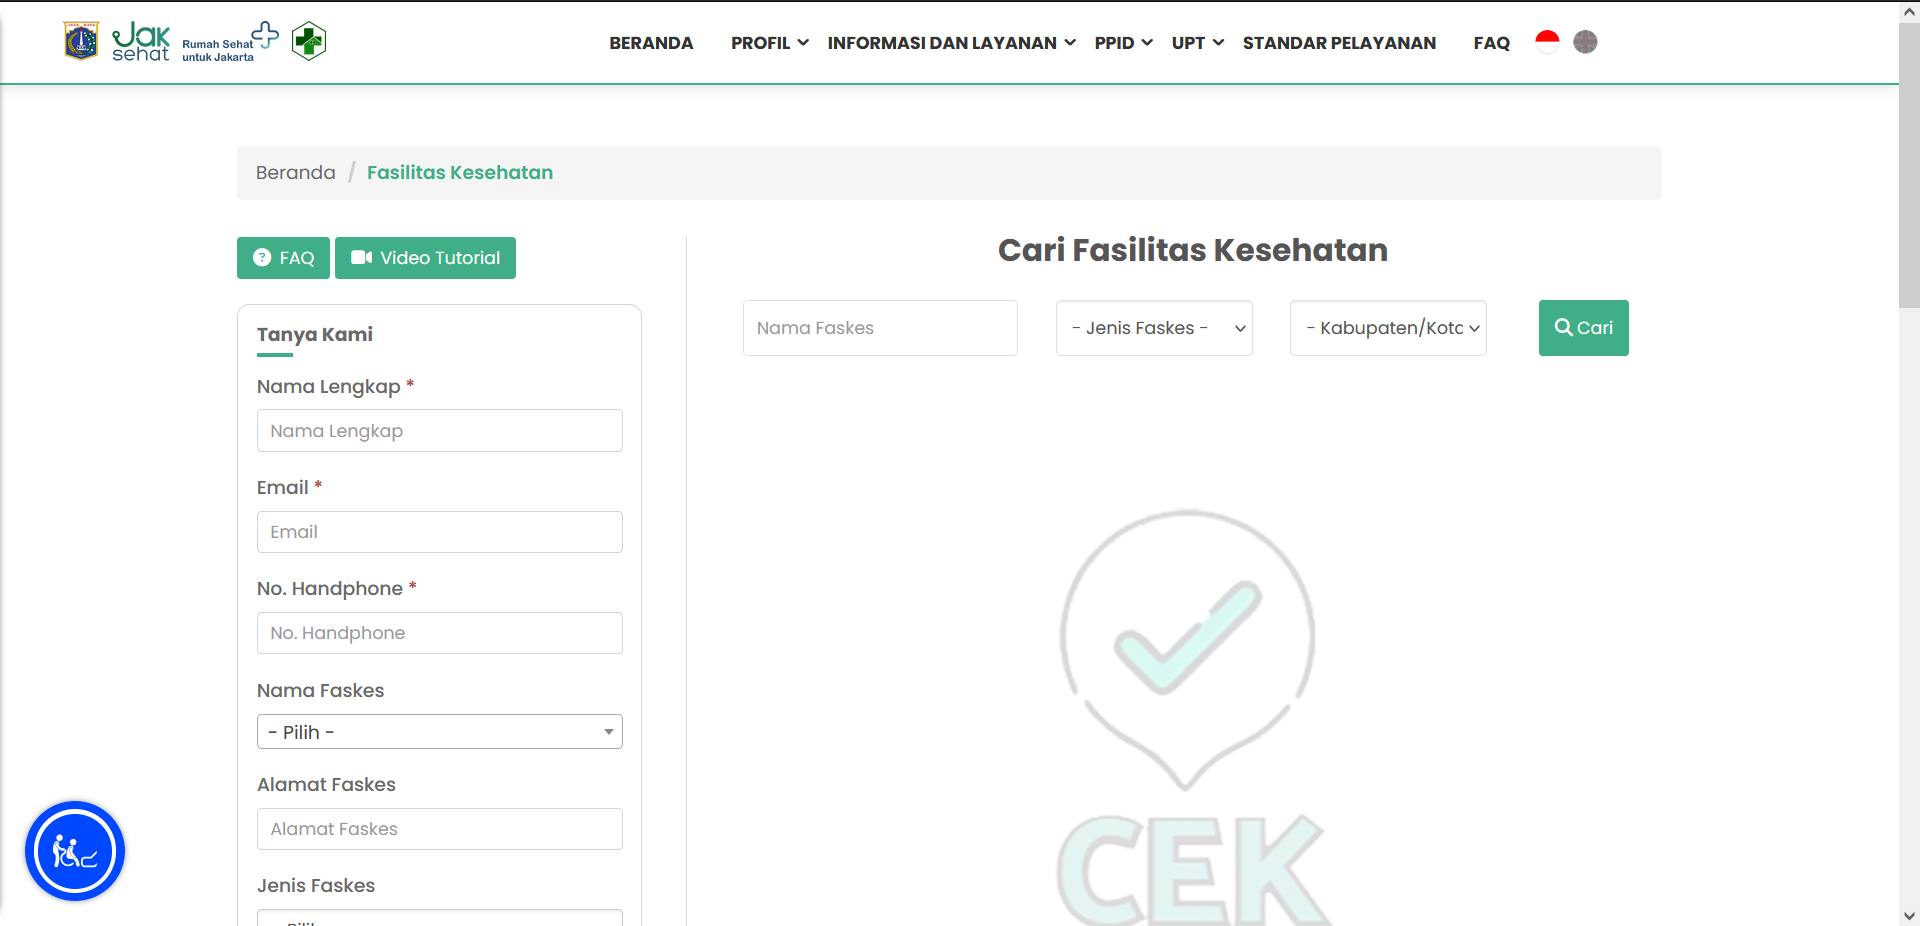 Jak
sehat
Rumah Sehat
untuk Jakarta
BERANDA
PROFIL
INFORMASI DAN LAYANAN
PPID
UPT
STANDAR PELAYANAN
FAQ
Beranda / Fasilitas Kesehatan
FAQ
Video Tutorial
Tanya Kami
Nama Lengkap *
Nama Lengkap
Email *
Email
No. Handphone *
No. Handphone
Nama Faskes
- Pilih -
Alamat Faskes
Alamat Faskes
Jenis Faskes
Cari Fasilitas Kesehatan
Nama Faskes
- Jenis Faskes -
- Kabupaten/Kota
Cari
CEK